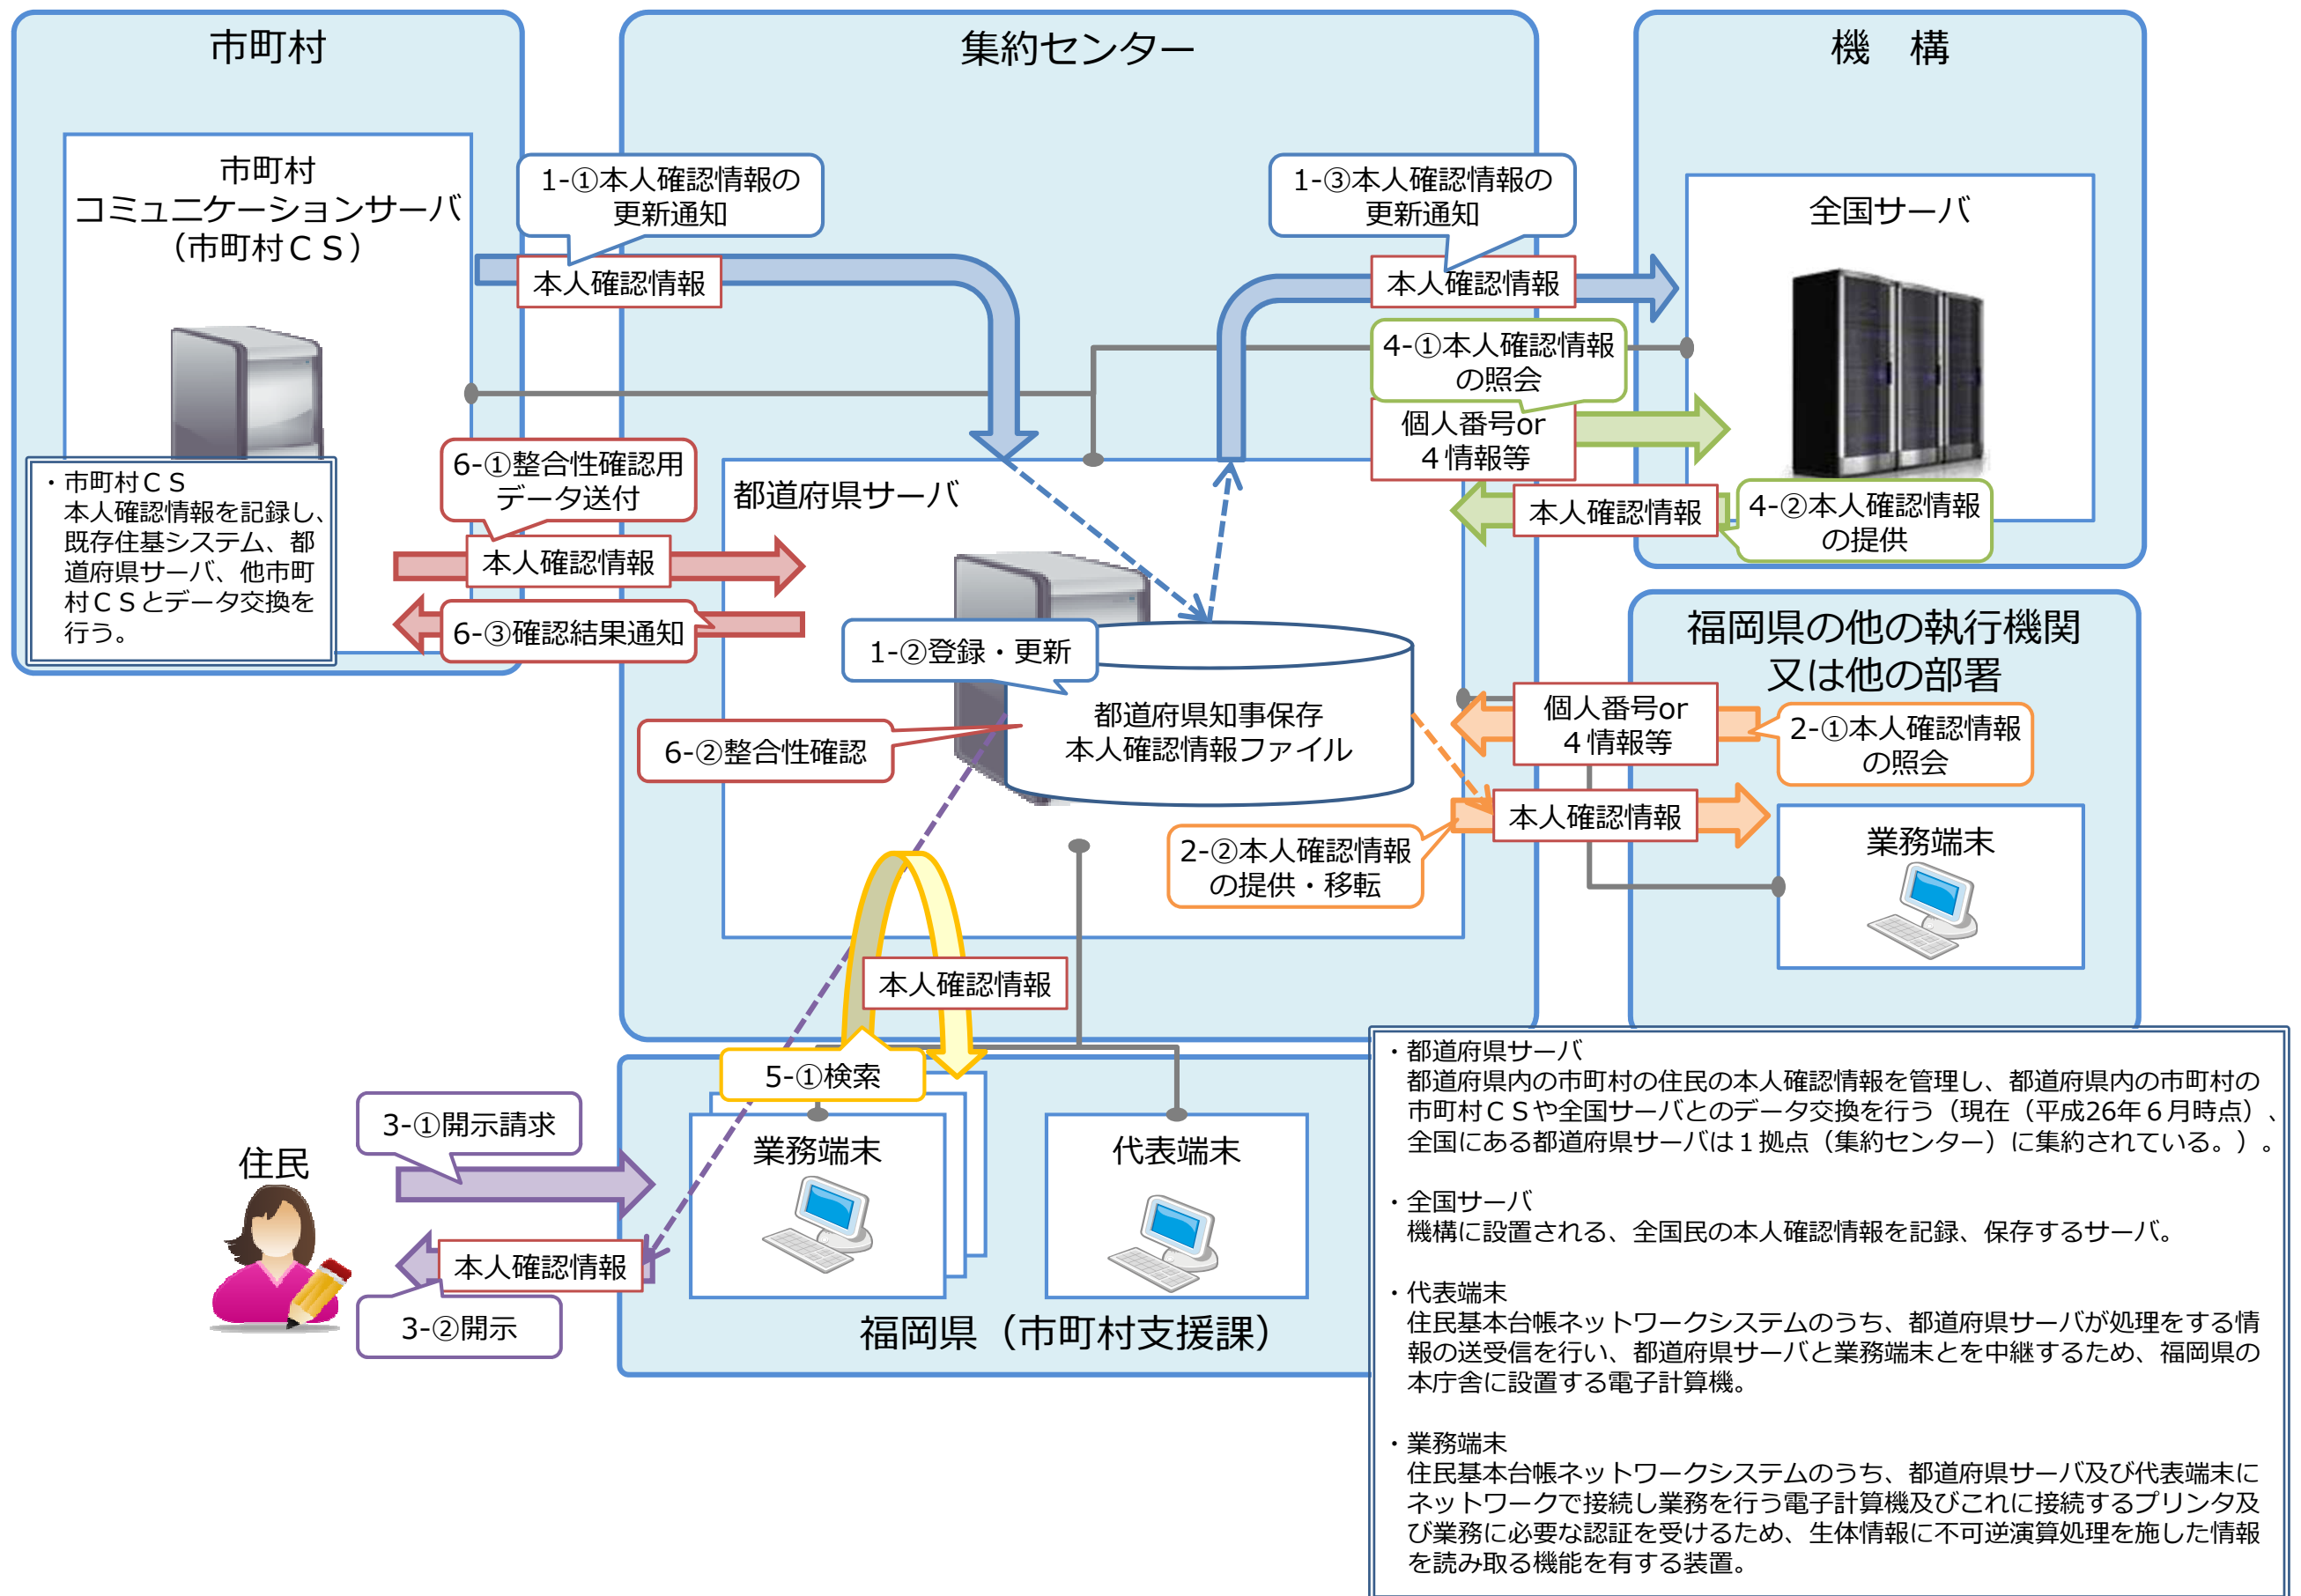 市町村
集約センター
機　構
市町村
コミュニケーションサーバ
（市町村ＣＳ）
1-①本人確認情報の
更新通知
本人確認情報
1-③本人確認情報の
更新通知
本人確認情報
全国サーバ
4-①本人確認情報
の照会
個人番号or
４情報等
本人確認情報
4-②本人確認情報
の提供
・市町村ＣＳ
本人確認情報を記録し、
既存住基システム、都
道府県サーバ、他市町
村ＣＳとデータ交換を
行う。
6-①整合性確認用
データ送付
本人確認情報
6-③確認結果通知
都道府県サーバ
1-②登録・更新
6-②整合性確認
都道府県知事保存
本人確認情報ファイル
福岡県の他の執行機関
又は他の部署
個人番号or
４情報等
2-①本人確認情報
の照会
本人確認情報
2-②本人確認情報
の提供・移転
業務端末
本人確認情報
5-①検索
3-①開示請求
住民
本人確認情報
3-②開示
業務端末
代表端末
福岡県（市町村支援課）
・都道府県サーバ
都道府県内の市町村の住民の本人確認情報を管理し、都道府県内の市町村の
市町村ＣＳや全国サーバとのデータ交換を行う（現在（平成26年６月時点）、
全国にある都道府県サーバは１拠点（集約センター）に集約されている。）。
・全国サーバ
機構に設置される、全国民の本人確認情報を記録、保存するサーバ。
・代表端末
住民基本台帳ネットワークシステムのうち、都道府県サーバが処理をする情
報の送受信を行い、都道府県サーバと業務端末とを中継するため、福岡県の
本庁舎に設置する電子計算機。
・業務端末
住民基本台帳ネットワークシステムのうち、都道府県サーバ及び代表端末に
ネットワークで接続し業務を行う電子計算機及びこれに接続するプリンタ及
び業務に必要な認証を受けるため、生体情報に不可逆演算処理を施した情報
を読み取る機能を有する装置。